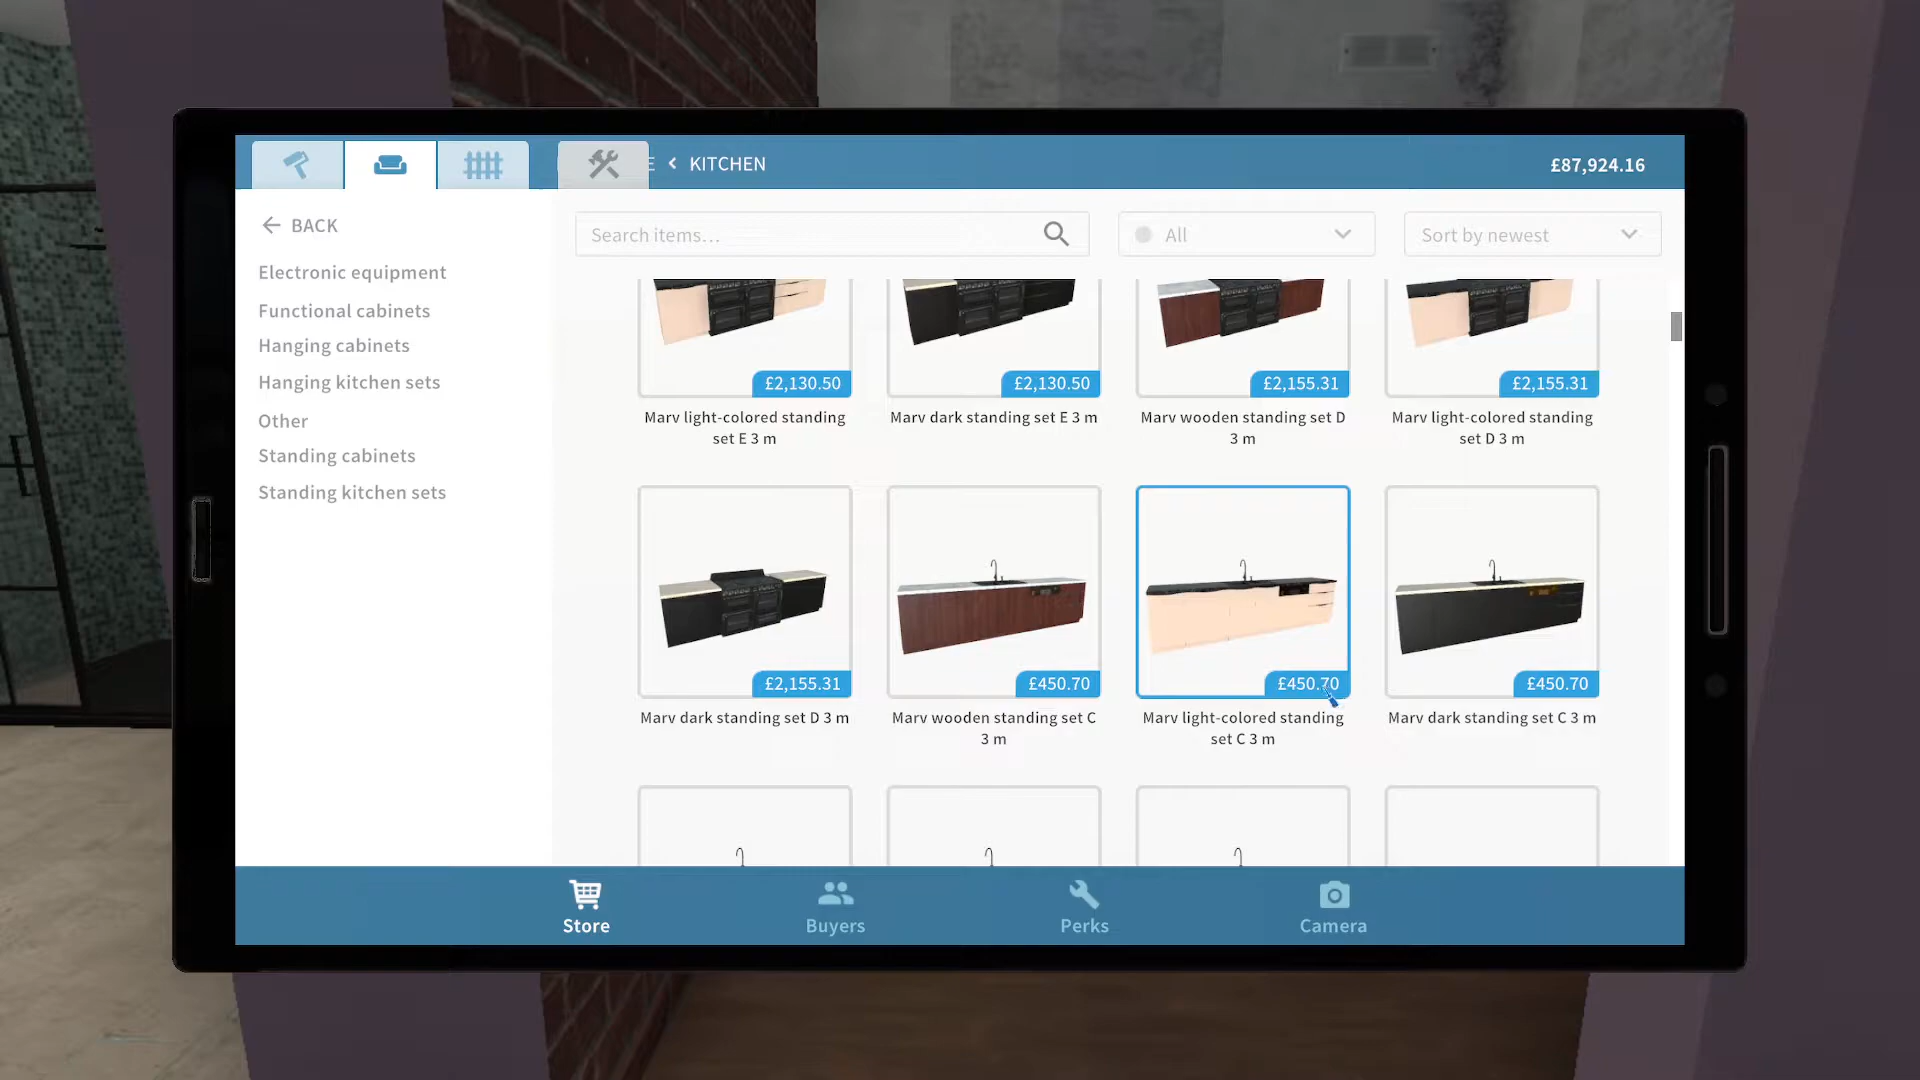 E < KITCHEN
£87,924.16
BACK
Electronic equipment
Functional cabinets
Hanging cabinets
Hanging kitchen sets
Other
Standing cabinets
Standing kitchen sets
Search items...
All
Sort by newest
£2,130.50
£2,130.50
£2,155.31
£2,155.31
Marv light-colored standing
set E 3 m
Marv dark standing set E 3 m
Marv wooden standing set D
3 m
Marv light-colored standing
set D 3 m
£2,155.31
£450.70
£450.70
£450.70
Marv dark standing set D 3 m
Marv wooden standing set C
3 m
Marv light-colored standing
set C 3 m
Marv dark standing set C 3 m
Store
Buyers
Perks
Camera